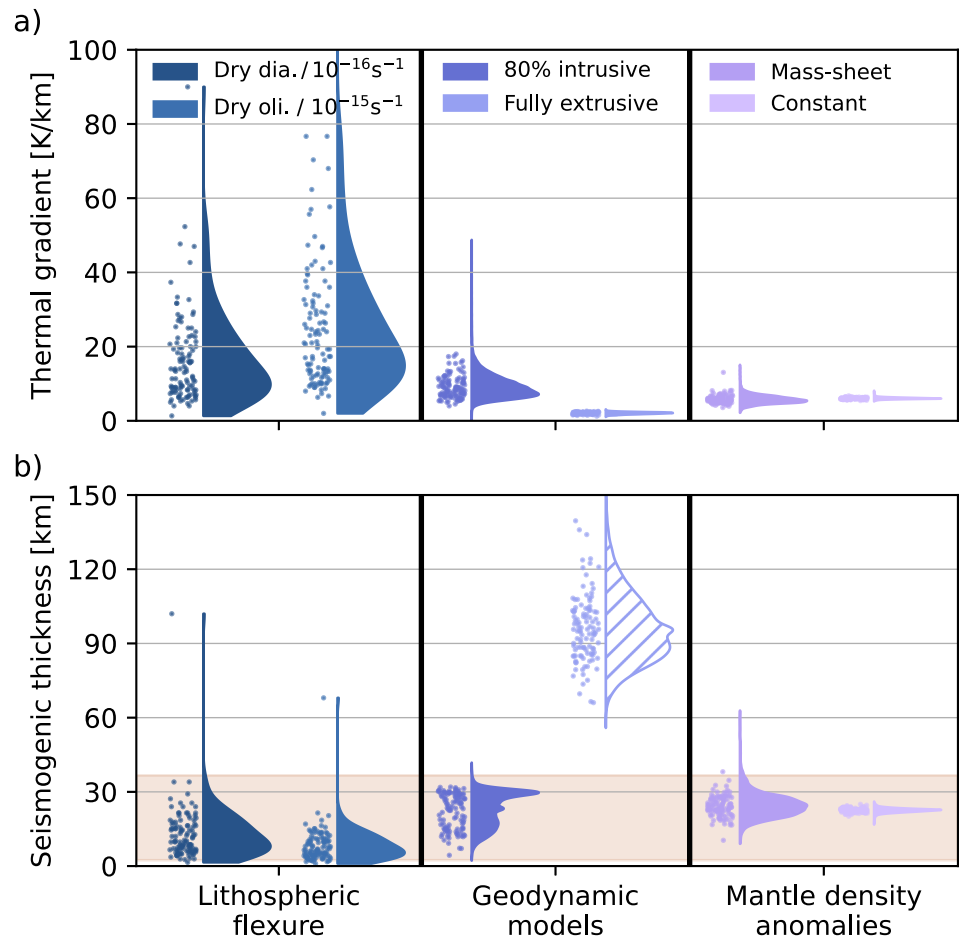 a)
Thermal gradient [K/km]
100
80
60
40
20
0
Dry dia. / 10⁻¹⁶s⁻¹
Dry oli. / 10⁻¹⁵s⁻¹
80% intrusive
Fully extrusive
Mass-sheet
Constant
b)
Seismogenic thickness [km]
150
120
90
60
30
0
Lithospheric
flexure
Geodynamic
models
Mantle density
anomalies